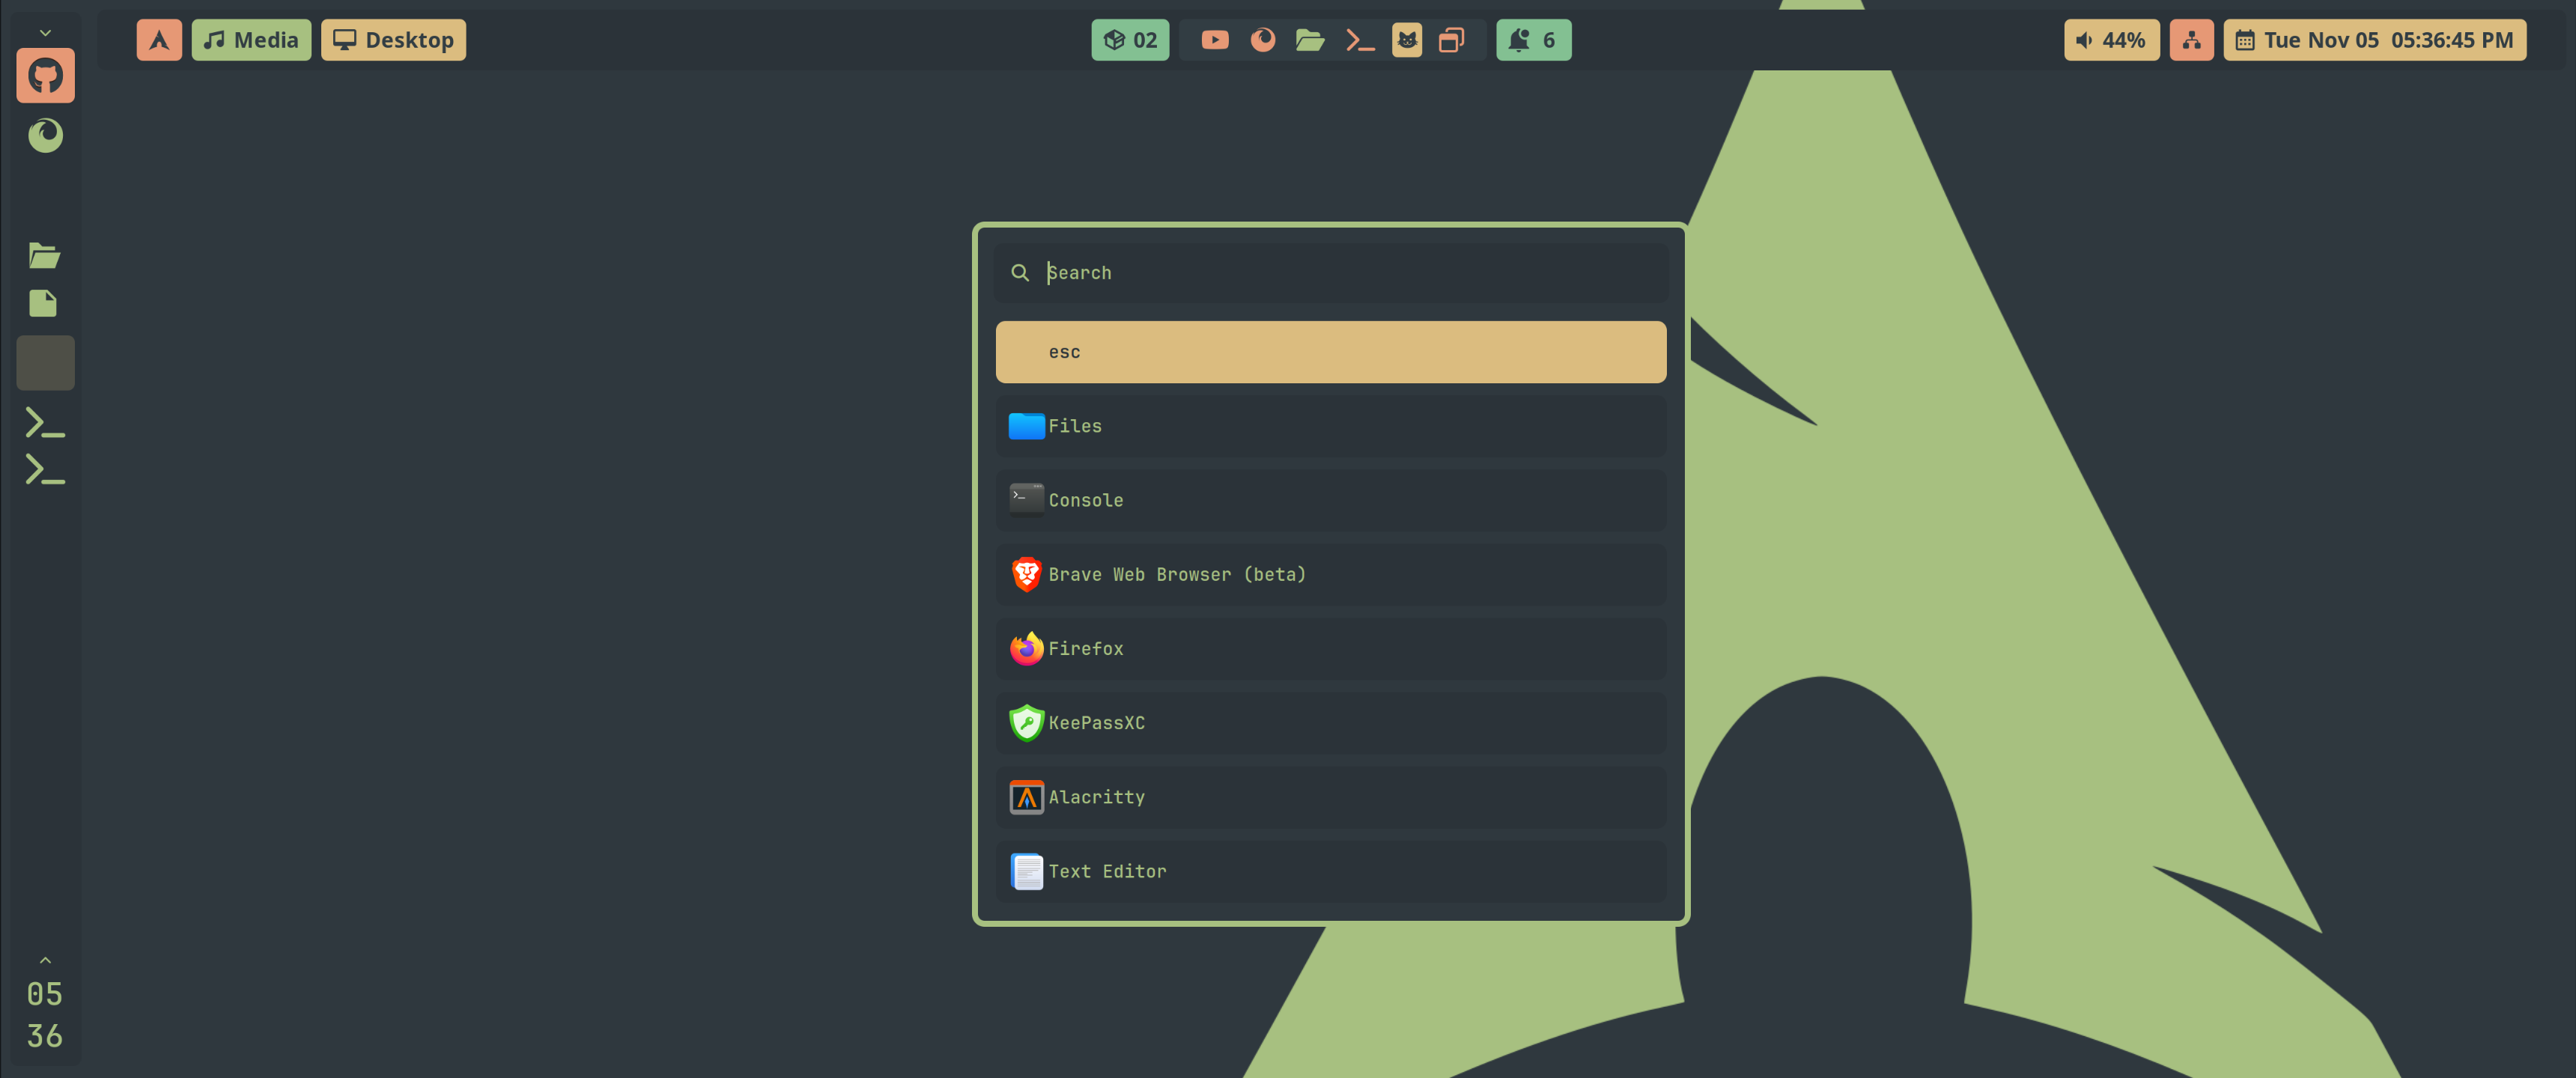 Media
Desktop
02
6
44%
Tue Nov 05 05:36:45 PM
Search
esc
Files
Console
Brave Web Browser (beta)
Firefox
KeePassXC
Alacritty
Text Editor
05
36